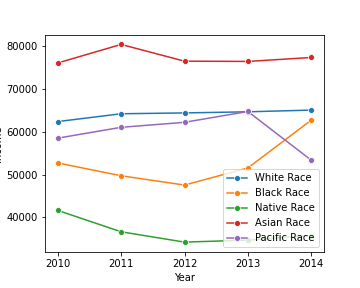 80000
70000
60000
50000
40000
2010
2011
2012
2013
2014
Year
White Race
Black Race
Native Race
Asian Race
Pacific Race